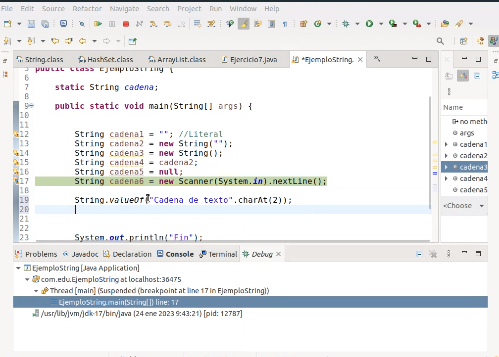 File Edit Source Refactor Navigate Search Project Run Window Help
String.class HashSet.class ArrayList.class Ejercicio7.java *EjemploString.
5 public class EjemploString {
7 static String cadena;
9 public static void main(String[] args) {
12 String cadena1 = ""; //Literal
13 String cadena2 = new String("");
14 String cadena3 = new String();
15 String cadena4 = cadena2;
16 String cadena5 = null;
17 String cadena6 = new Scanner(System.in).nextLine();
18
19 String.valueOf("Cadena de texto".charAt(2));
20
23 System.out.println("Fin");
Name
no meth
args
cadena1
cadena2
cadena3
cadena4
cadena5
<Choose
Problems Javadoc Declaration Console Terminal Debug
EjemploString [Java Application]
com.edu.EjemploString at localhost:36475
Thread [main] (Suspended (breakpoint at line 17 in EjemploString))
EjemploString.main(String[]) line: 17
/usr/lib/jvm/jdk-17/bin/java (24 ene 2023 9:43:21) [pid: 12787]